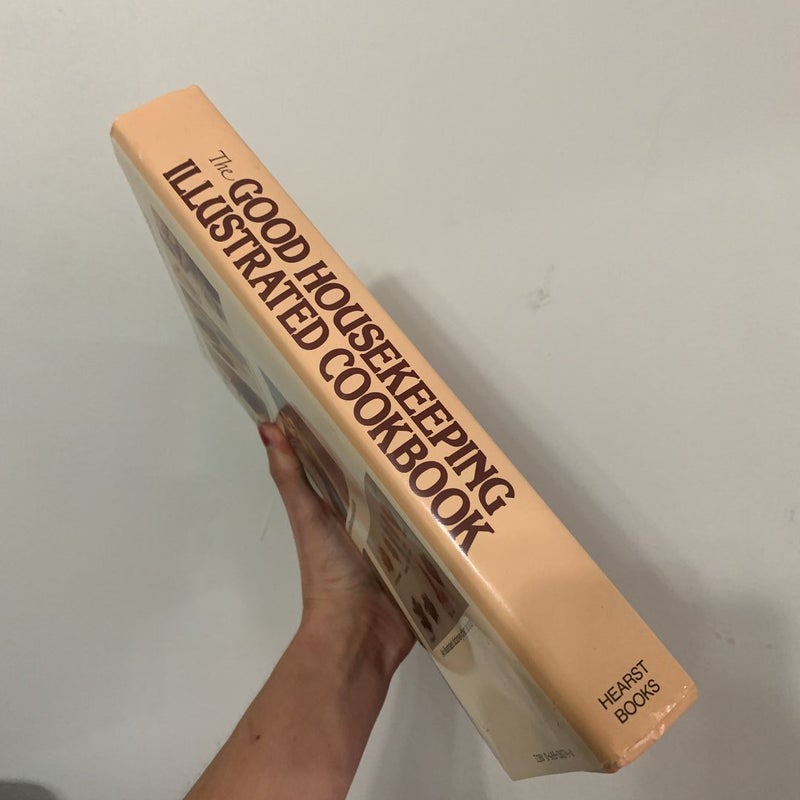 The GOOD HOUSEKEEPING
ILLUSTRATED COOKBOOK
HEARST
BOOKS